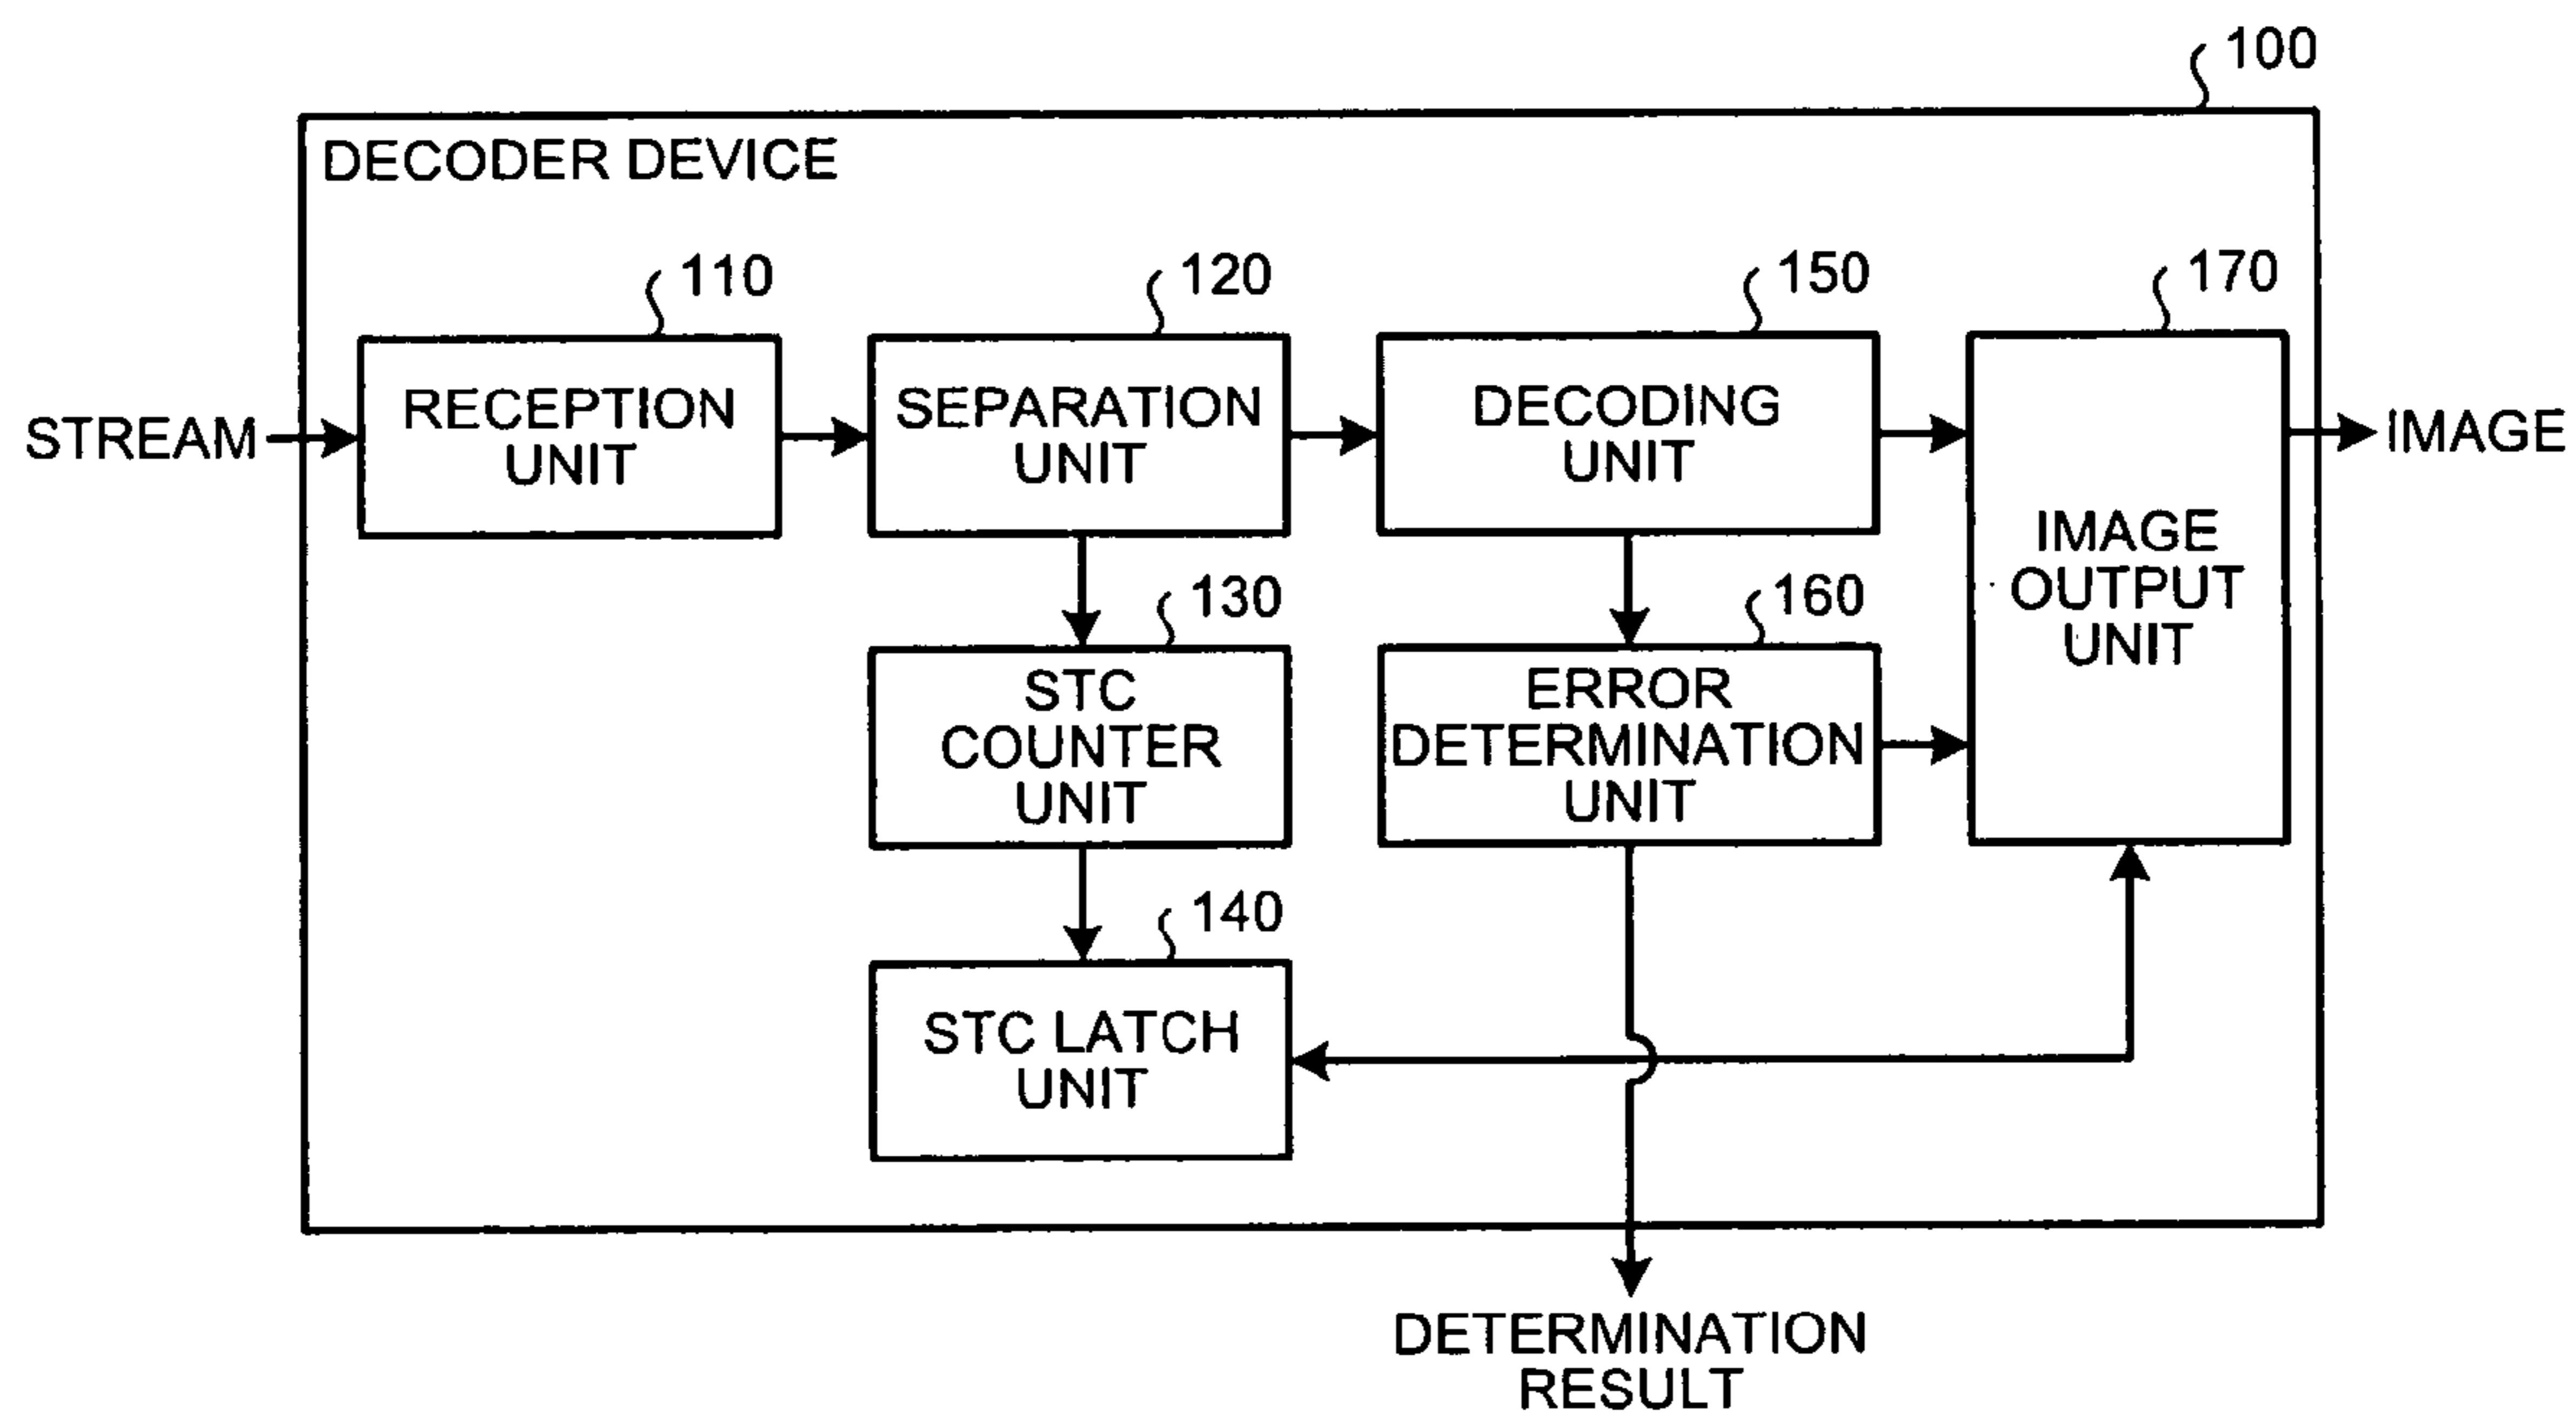 100
DECODER DEVICE
110
120
150
170
STREAM
RECEPTION
UNIT
SEPARATION
UNIT
DECODING
UNIT
IMAGE
OUTPUT
UNIT
IMAGE
130
160
STC
COUNTER
UNIT
ERROR
DETERMINATION
UNIT
140
STC LATCH
UNIT
DETERMINATION
RESULT